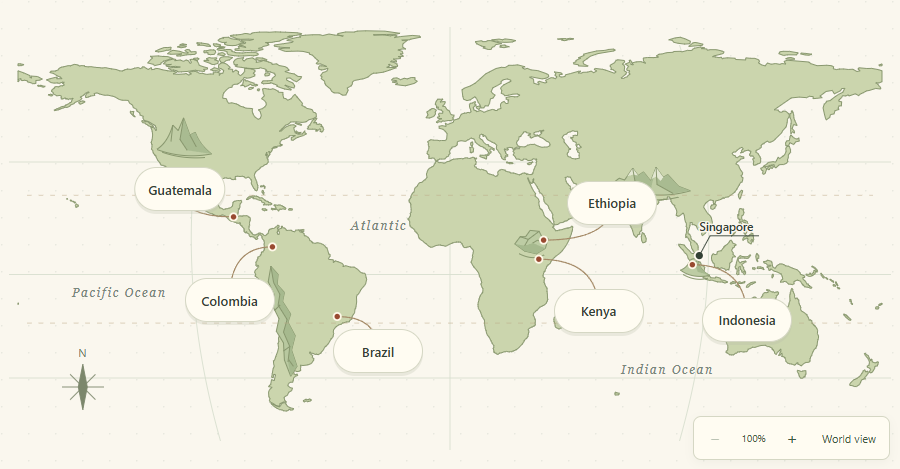 Guatemala
Ethiopia
Atlantic
Singapore
Pacific Ocean
Colombia
Kenya
Indonesia
Brazil
N
Indian Ocean
− 100% + World view